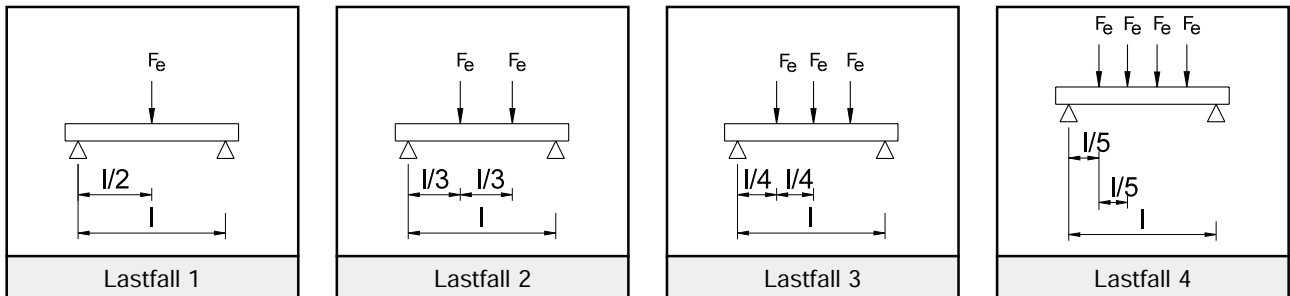 Fe
l/2
l
Lastfall 1
Fe Fe
l/3 l/3
l
Lastfall 2
Fe Fe Fe
l/4 l/4
l
Lastfall 3
Fe Fe Fe Fe
l/5
l/5
l
Lastfall 4